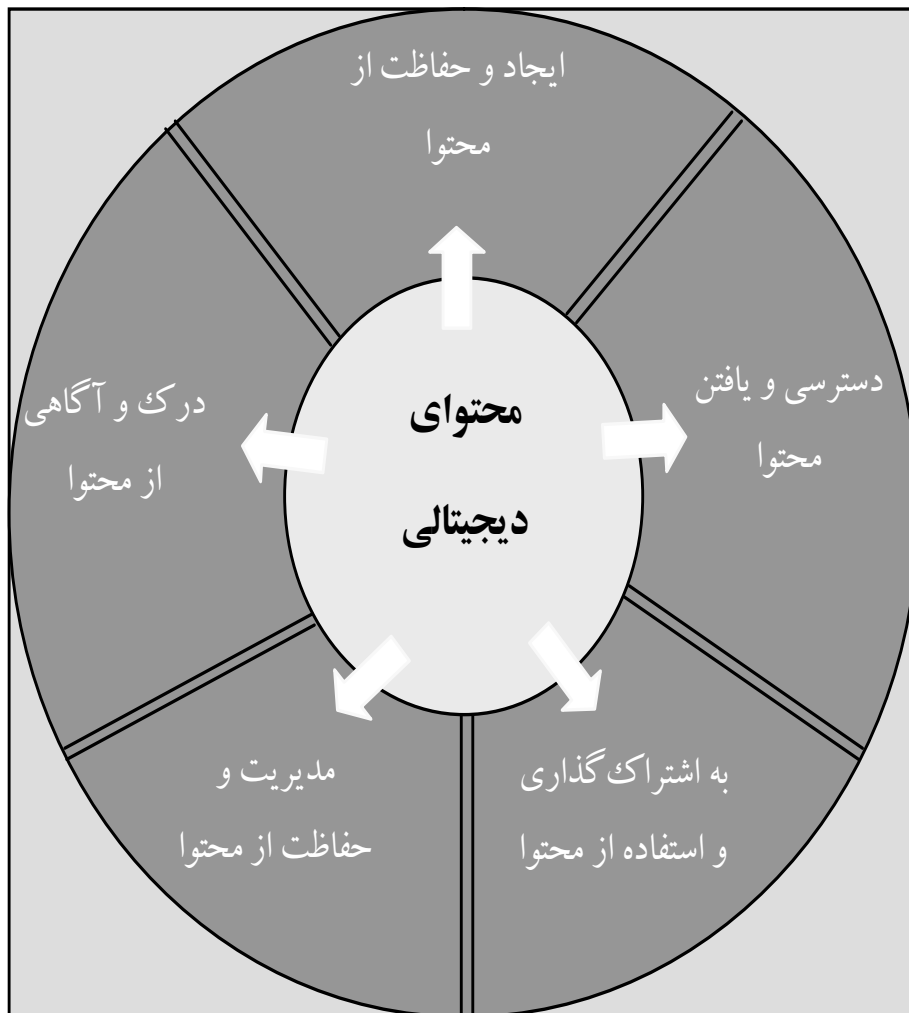 ایجاد و حفاظت از
محتوا
دسترسی و یافتن
محتوا
درک و آگاهی
از محتوا
محتوای
دیجیتالی
به اشتراک‌گذاری
و استفاده از محتوا
مدیریت و
حفاظت از محتوا